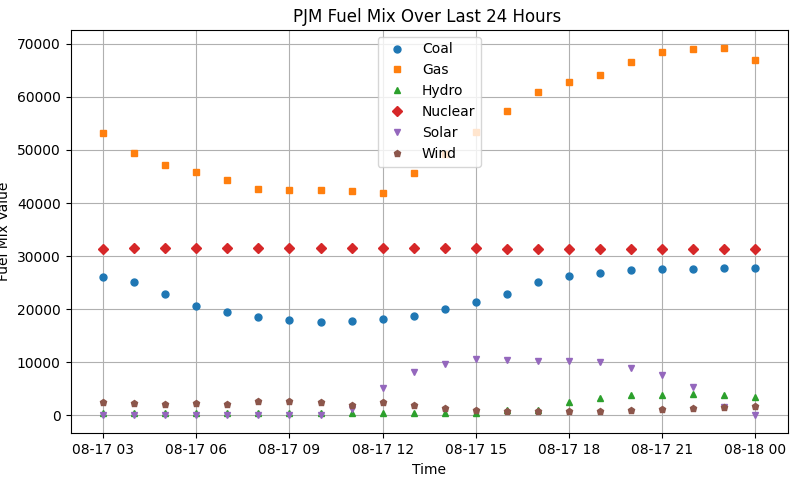 PJM Fuel Mix Over Last 24 Hours
70000
60000
50000
40000
30000
20000
10000
0
Fuel Mix Value
Coal
Gas
Hydro
Nuclear
Solar
Wind
08-17 03
08-17 06
08-17 09
08-17 12
08-17 15
08-17 18
08-17 21
08-18 00
Time